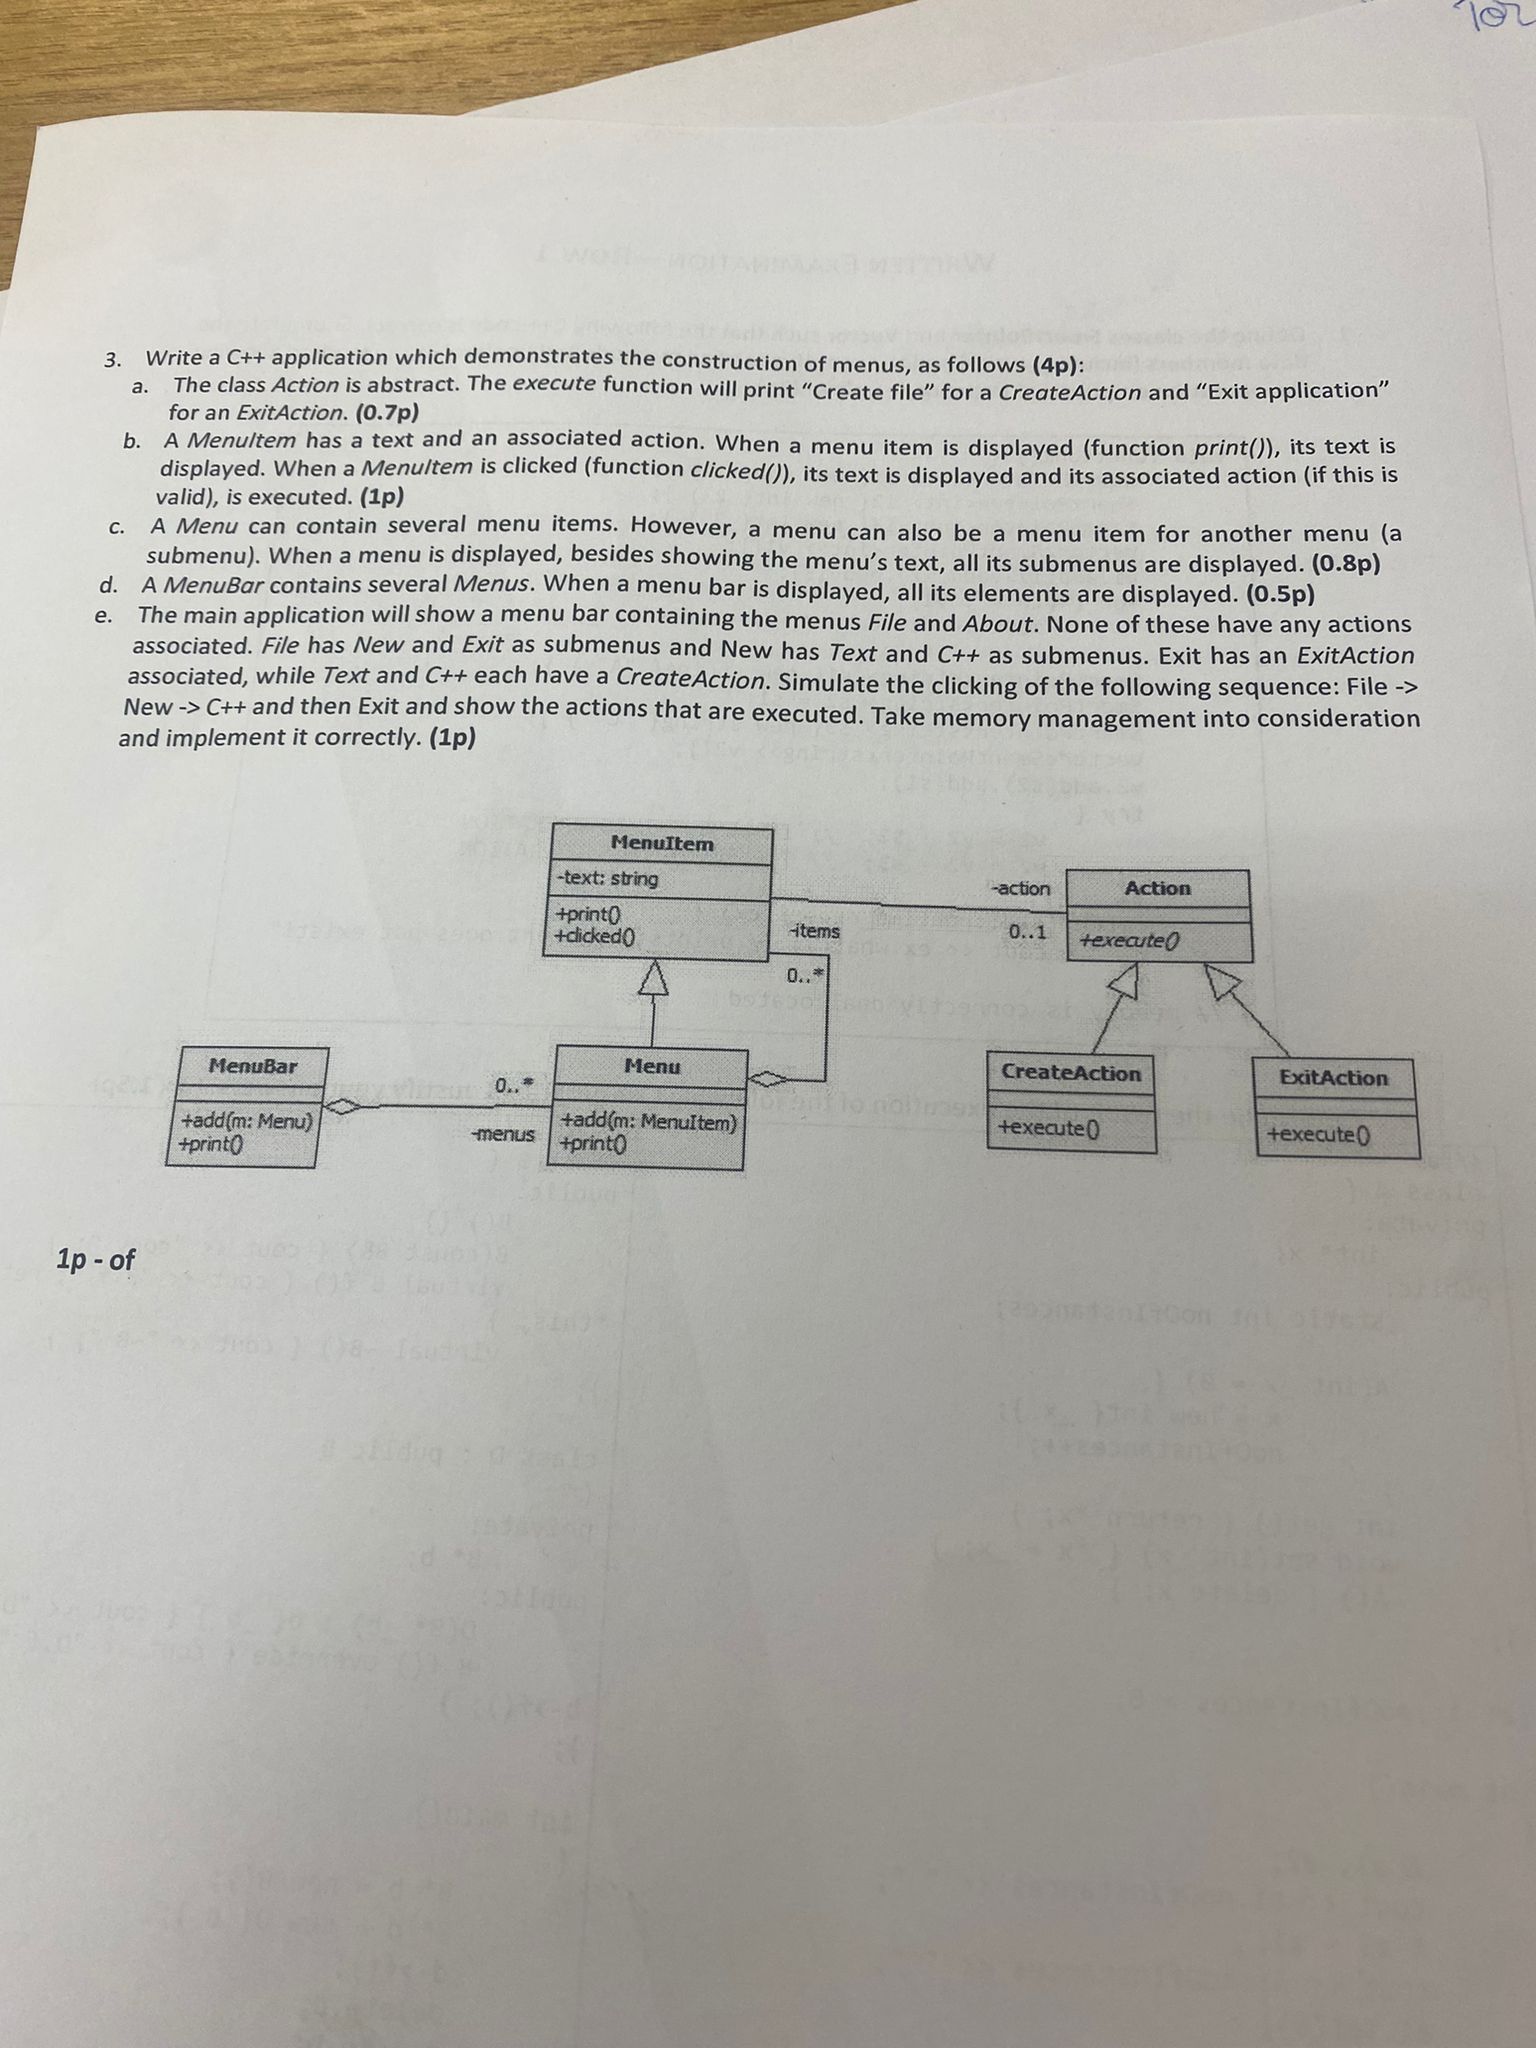 3. Write a C++ application which demonstrates the construction of menus, as follows (4p):
a. The class Action is abstract. The execute function will print “Create file” for a CreateAction and “Exit application”
for an ExitAction. (0.7p)
b. A MenuItem has a text and an associated action. When a menu item is displayed (function print()), its text is
displayed. When a MenuItem is clicked (function clicked()), its text is displayed and its associated action (if this is
valid), is executed. (1p)
c. A Menu can contain several menu items. However, a menu can also be a menu item for another menu (a
submenu). When a menu is displayed, besides showing the menu’s text, all its submenus are displayed. (0.8p)
d. A MenuBar contains several Menus. When a menu bar is displayed, all its elements are displayed. (0.5p)
e. The main application will show a menu bar containing the menus File and About. None of these have any actions
associated. File has New and Exit as submenus and New has Text and C++ as submenus. Exit has an ExitAction
associated, while Text and C++ each have a CreateAction. Simulate the clicking of the following sequence: File ->
New -> C++ and then Exit and show the actions that are executed. Take memory management into consideration
and implement it correctly. (1p)
MenuItem
-text: string
+print()
+clicked()
-items
0..*
-action
0..1
Action
+execute()
MenuBar
+add(m: Menu)
+print()
0..*
-menus
Menu
+add(m: MenuItem)
+print()
CreateAction
+execute()
ExitAction
+execute()
1p - of